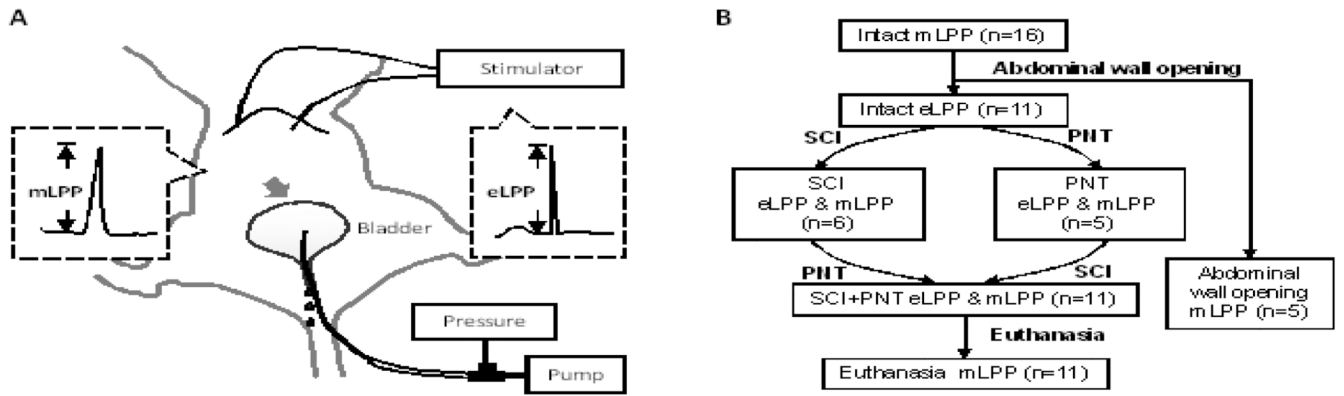 A
Stimulator
mLPP
eLPP
Bladder
Pressure
Pump
B
Intact mLPP (n=16)
Abdominal wall opening
Intact eLPP (n=11)
SCI
PNT
SCI
eLPP & mLPP
(n=6)
PNT
eLPP & mLPP
(n=5)
PNT
SCI
Abdominal
wall opening
mLPP (n=5)
SCI+PNT eLPP & mLPP (n=11)
Euthanasia
Euthanasia mLPP (n=11)